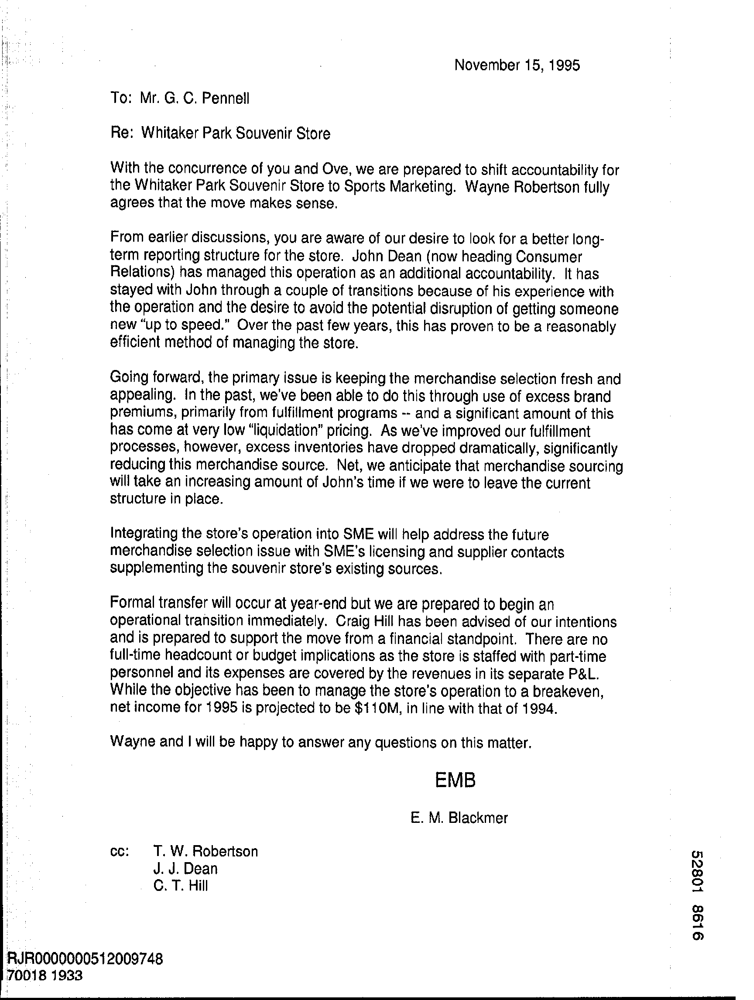 November 15, 1995
To: Mr. G. C. Pennell
Re: Whitaker Park Souvenir Store
With the concurrence of you and Ove, we are prepared to shift accountability for
the Whitaker Park Souvenir Store to Sports Marketing. Wayne Robertson fully
agrees that the move makes sense.
From earlier discussions, you are aware of our desire to look for a better long-
term reporting structure for the store. John Dean (now heading Consumer
Relations) has managed this operation as an additional accountability. It has
stayed with John through a couple of transitions because of his experience with
the operation and the desire to avoid the potential disruption of getting someone
new "up to speed." Over the past few years, this has proven to be a reasonably
efficient method of managing the store.
Going forward, the primary issue is keeping the merchandise selection fresh and
appealing. In the past, we've been able to do this through use of excess brand
premiums, primarily from fulfillment programs -- and a significant amount of this
has come at very low "liquidation" pricing. As we've improved our fulfillment
processes, however, excess inventories have dropped dramatically, significantly
reducing this merchandise source. Net, we anticipate that merchandise sourcing
will take an increasing amount of John's time if we were to leave the current
structure in place.
Integrating the store's operation into SME will help address the future
merchandise selection issue with SME's licensing and supplier contacts
supplementing the souvenir store's existing sources.
Formal transfer will occur at year-end but we are prepared to begin an
operational transition immediately. Craig Hill has been advised of our intentions
and is prepared to support the move from a financial standpoint. There are no
full-time headcount or budget implications as the store is staffed with part-time
personnel and its expenses are covered by the revenues in its separate P&L.
While the objective has been to manage the store's operation to a breakeven,
net income for 1995 is projected to be $110M, in line with that of 1994.
Wayne and I will be happy to answer any questions on this matter.
EMB
E. M. Blackmer
cc: T. W. Robertson
J. J. Dean
C. T. Hill
52801 8616
RJR0000000512009748
70018 1933